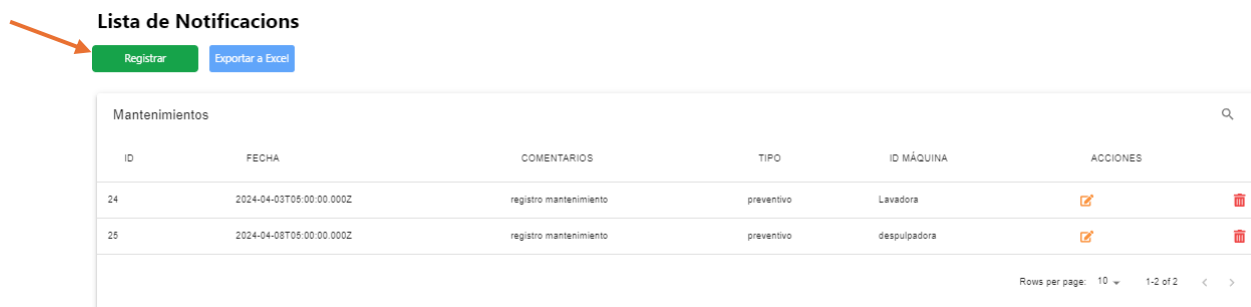 Lista de Notificacions
Registrar Exportar a Excel
Mantenimientos
ID FECHA COMENTARIOS TIPO ID MÁQUINA ACCIONES
24 2024-04-03T05:00:00.000Z registro mantenimiento preventivo Lavadora
25 2024-04-08T05:00:00.000Z registro mantenimiento preventivo despulpadora
Rows per page: 10 1-2 of 2